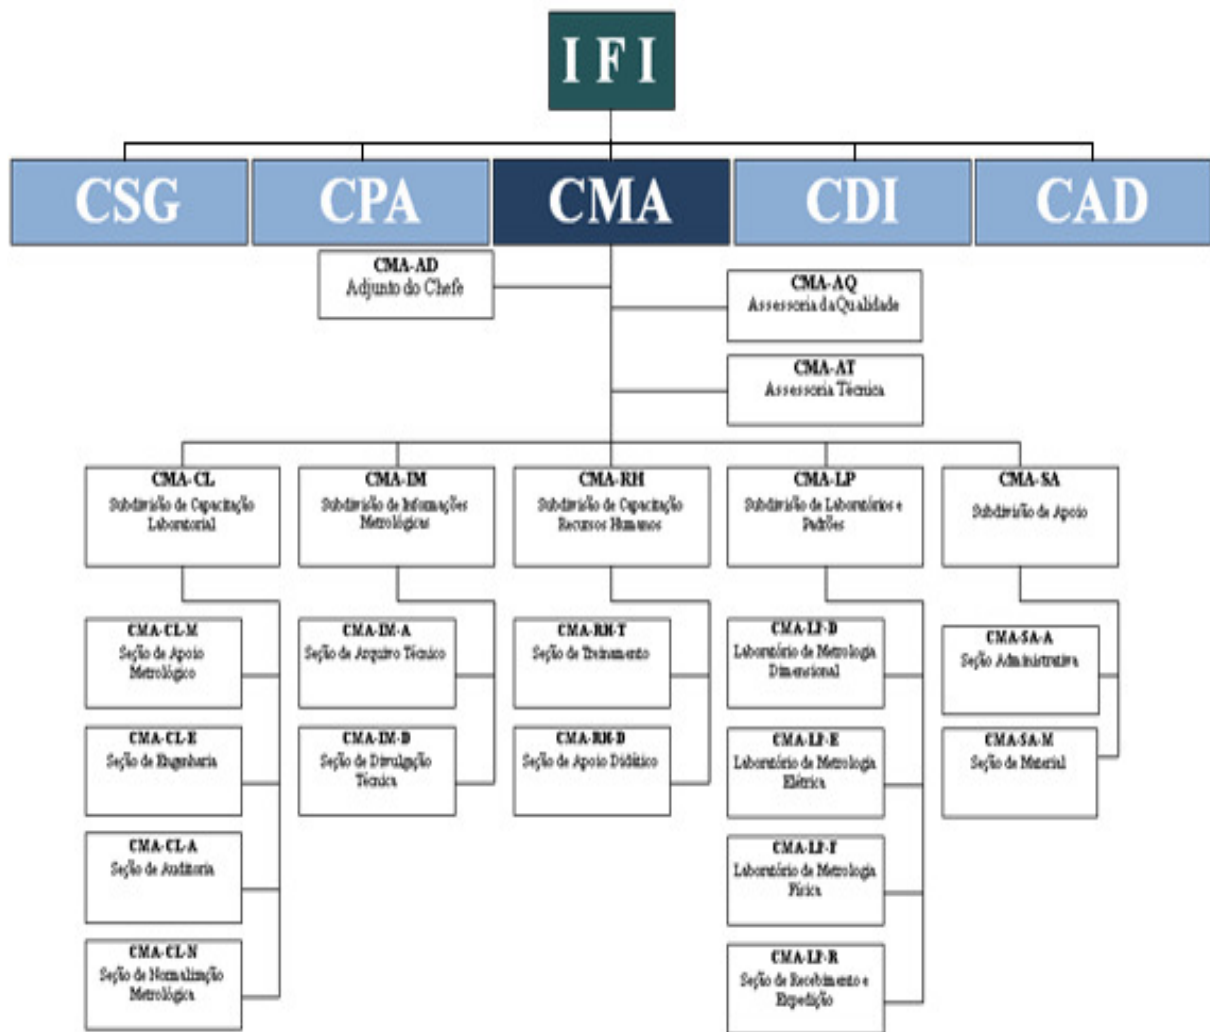 I F I
CSG
CPA
CMA
CDI
CAD
CMA-AD
Adjunto do Chefe
CMA-AQ
Assessoria da Qualidade
CMA-AT
Assessoria Técnica
CMA-CL
Subdivisão de Capacitação
Laboratorial
CMA-IM
Subdivisão de Informações
Metrológicas
CMA-RH
Subdivisão de Capacitação
Recursos Humanos
CMA-LP
Subdivisão de Laboratórios e
Padrões
CMA-SA
Subdivisão de Apoio
CMA-CL-M
Seção de Apoio
Metrológico
CMA-CL-E
Seção de Engenharia
CMA-CL-A
Seção de Auditoria
CMA-CL-N
Seção de Normalização
Metrológica
CMA-IM-A
Seção de Arquivo Técnico
CMA-IM-D
Seção de Divulgação
Técnica
CMA-RH-T
Seção de Treinamento
CMA-RH-D
Seção de Apoio Didático
CMA-LP-D
Laboratório de Metrologia
Dimensional
CMA-LP-E
Laboratório de Metrologia
Elétrica
CMA-LP-F
Laboratório de Metrologia
Física
CMA-LP-R
Seção de Recebimento e
Expedição
CMA-SA-A
Seção Administrativa
CMA-SA-M
Seção de Material